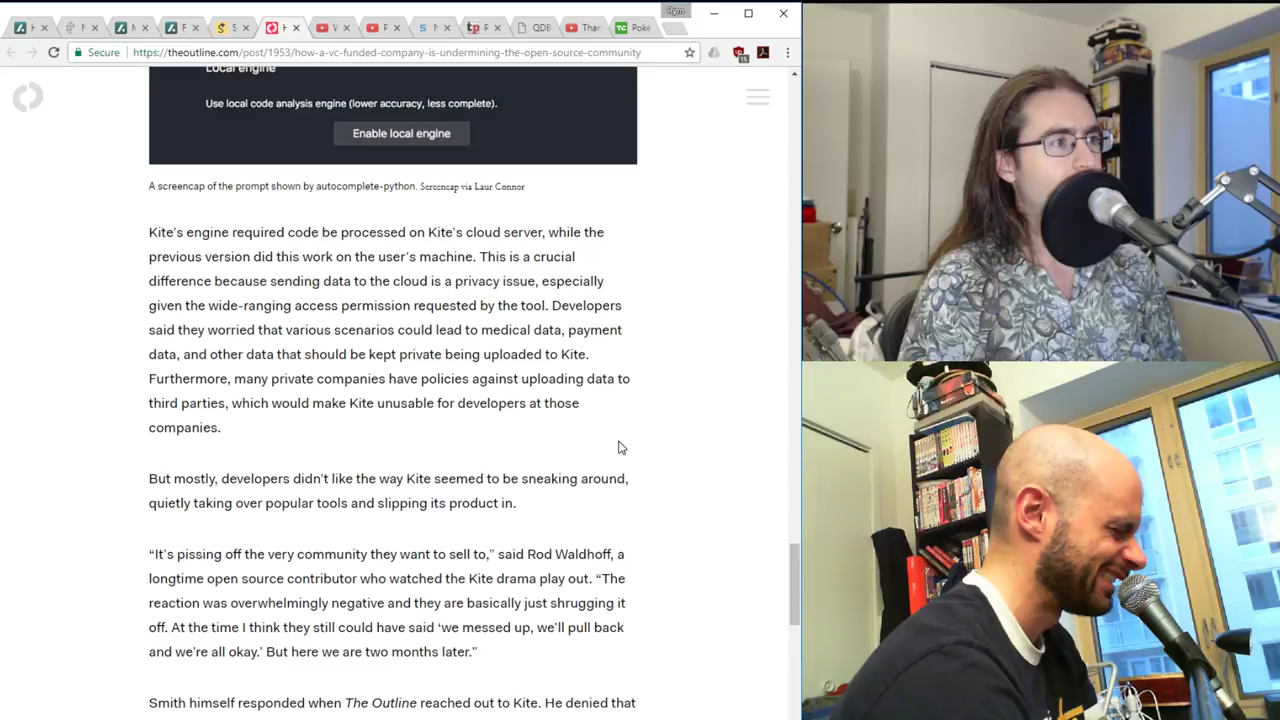 Rym
H
N
N
F
S
H
V
F
N
F
QDB
Thar
Poke
Secure
https://theoutline.com/post/1953/how-a-vc-funded-company-is-undermining-the-open-source-community
15
Local engine
Use local code analysis engine (lower accuracy, less complete).
Enable local engine
A screencap of the prompt shown by autocomplete-python. Screencap via Laur Connor
Kite's engine required code be processed on Kite's cloud server, while the
previous version did this work on the user's machine. This is a crucial
difference because sending data to the cloud is a privacy issue, especially
given the wide-ranging access permission requested by the tool. Developers
said they worried that various scenarios could lead to medical data, payment
data, and other data that should be kept private being uploaded to Kite.
Furthermore, many private companies have policies against uploading data to
third parties, which would make Kite unusable for developers at those
companies.
But mostly, developers didn't like the way Kite seemed to be sneaking around,
quietly taking over popular tools and slipping its product in.
“It's pissing off the very community they want to sell to,” said Rod Waldhoff, a
longtime open source contributor who watched the Kite drama play out. “The
reaction was overwhelmingly negative and they are basically just shrugging it
off. At the time I think they still could have said ‘we messed up, we'll pull back
and we're all okay.’ But here we are two months later.”
Smith himself responded when The Outline reached out to Kite. He denied that